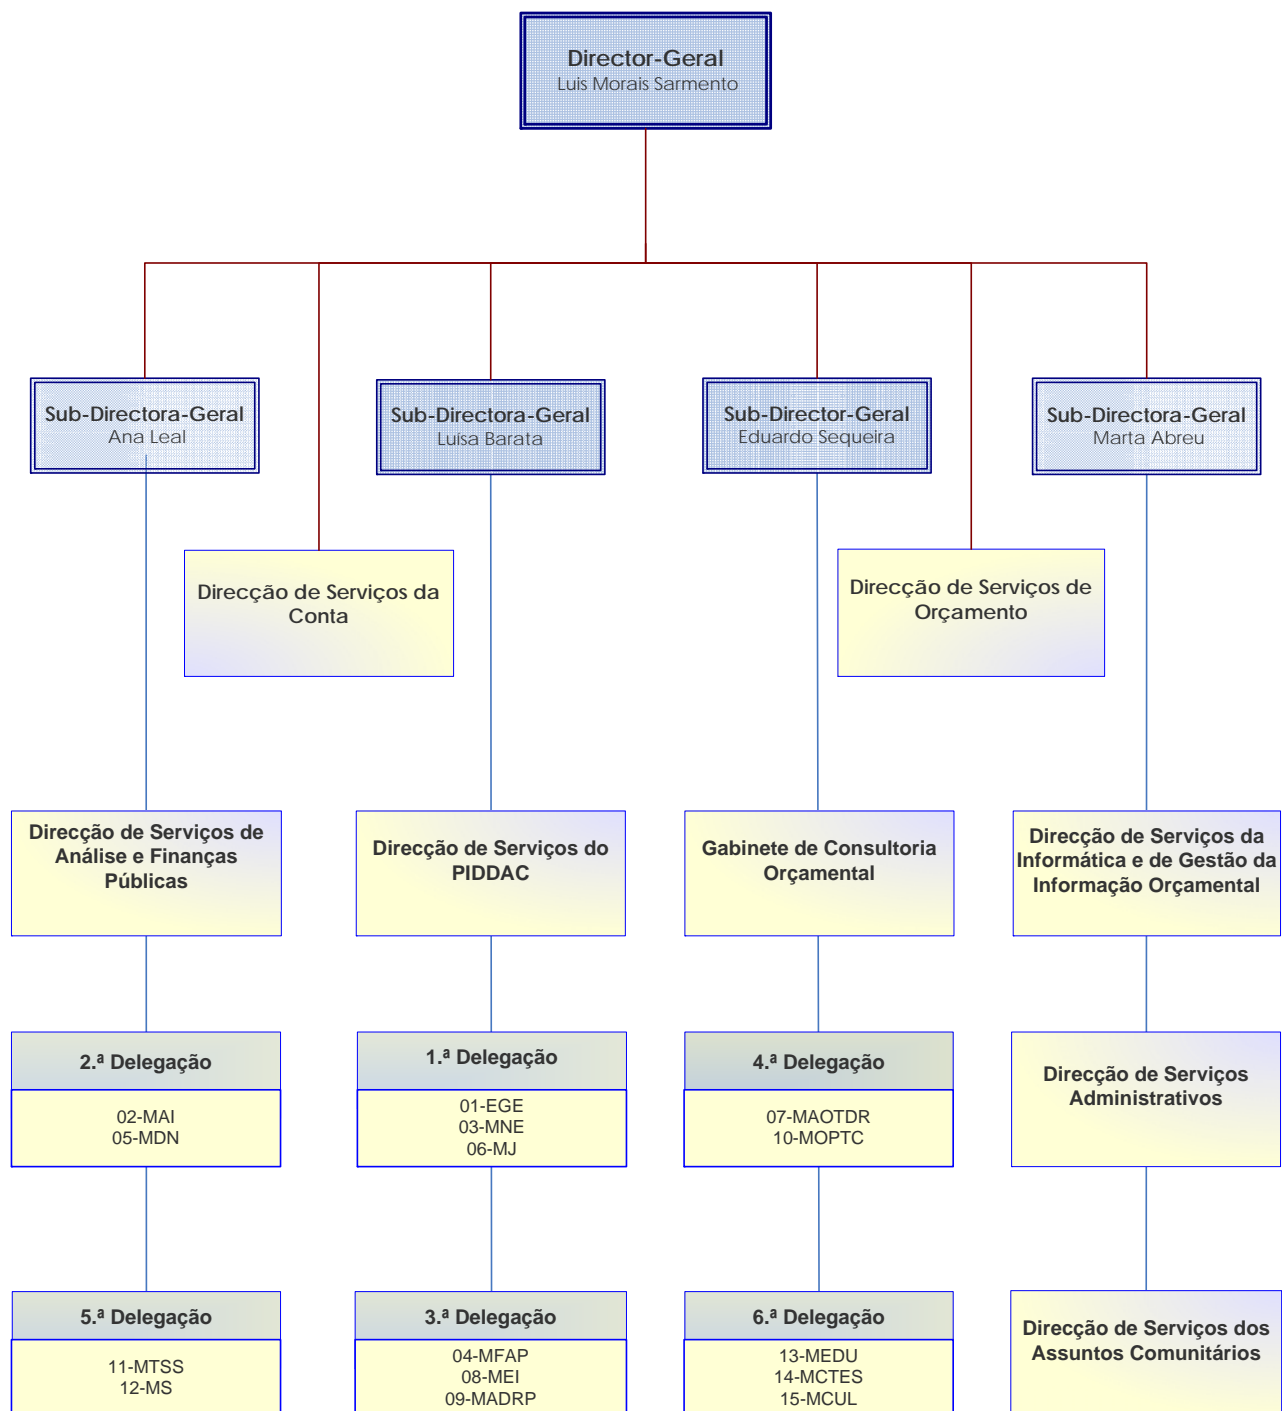 Director-Geral
Luis Morais Sarmento
Sub-Directora-Geral
Ana Leal
Sub-Directora-Geral
Luísa Barata
Sub-Director-Geral
Eduardo Sequeira
Sub-Directora-Geral
Marta Abreu
Direcção de Serviços da
Conta
Direcção de Serviços de
Orçamento
Direcção de Serviços de
Análise e Finanças
Públicas
Direcção de Serviços do
PIDDAC
Gabinete de Consultoria
Orçamental
Direcção de Serviços da
Informática e de Gestão da
Informação Orçamental
2.ª Delegação
02-MAI
05-MDN
1.ª Delegação
01-EGE
03-MNE
06-MJ
4.ª Delegação
07-MAOTDR
10-MOPTC
Direcção de Serviços
Administrativos
5.ª Delegação
11-MTSS
12-MS
3.ª Delegação
04-MFAP
08-MEI
09-MADRP
6.ª Delegação
13-MEDU
14-MCTES
15-MCUL
Direcção de Serviços dos
Assuntos Comunitários